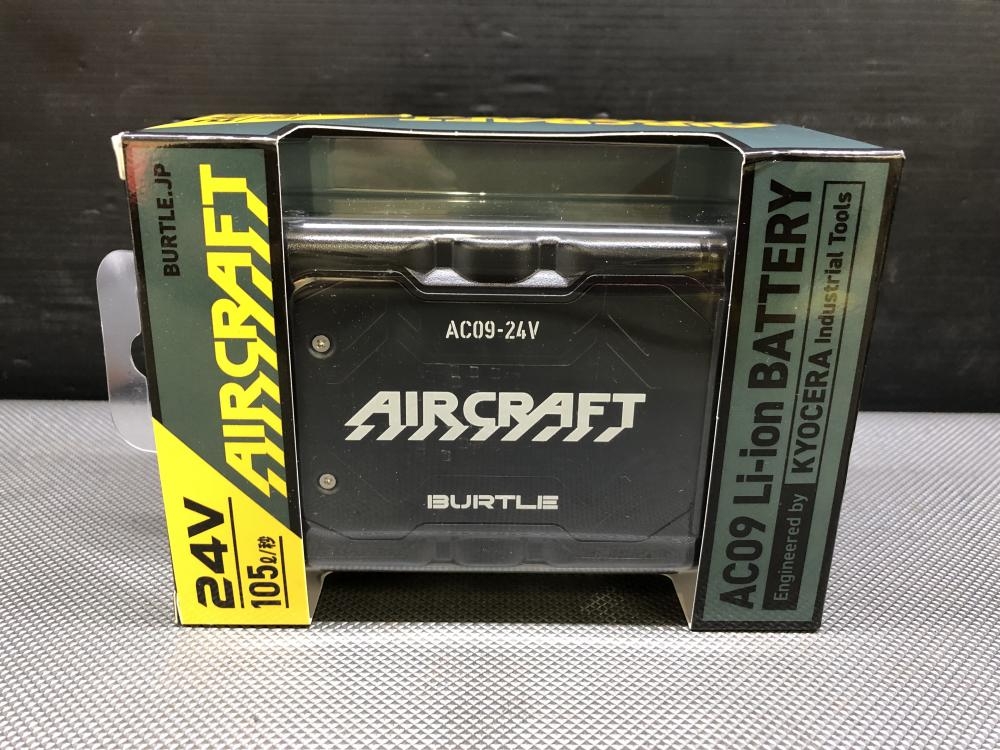 BURTLE.JP
AIRCRAFT
24V
105ℓ/秒
AC09-24V
AIRCRAFT
BURTLE
AC09 Li-ion BATTERY
Engineered by KYOCERA Industrial Tools